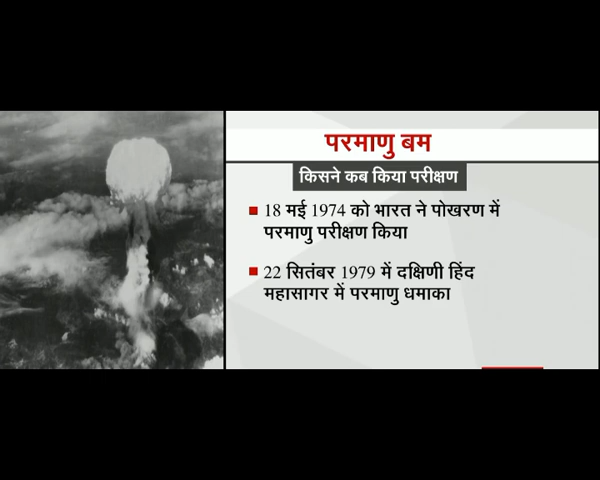 परमाणु बम
किसने कब किया परीक्षण
18 मई 1974 को भारत ने पोखरण में
परमाणु परीक्षण किया
22 सितंबर 1979 में दक्षिणी हिंद
महासागर में परमाणु धमाका